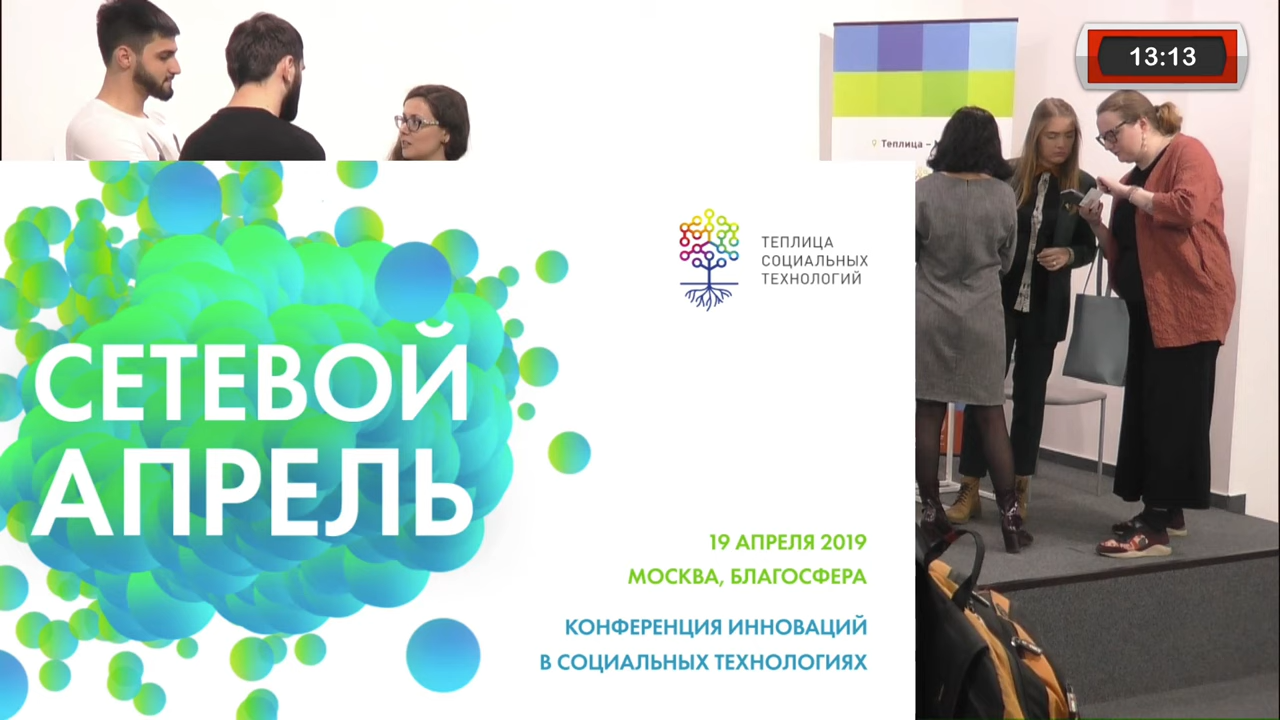 13:13
Теплица –
ТЕПЛИЦА
СОЦИАЛЬНЫХ
ТЕХНОЛОГИЙ
СЕТЕВОЙ
АПРЕЛЬ
19 АПРЕЛЯ 2019
МОСКВА, БЛАГОСФЕРА
КОНФЕРЕНЦИЯ ИННОВАЦИЙ
В СОЦИАЛЬНЫХ ТЕХНОЛОГИЯХ